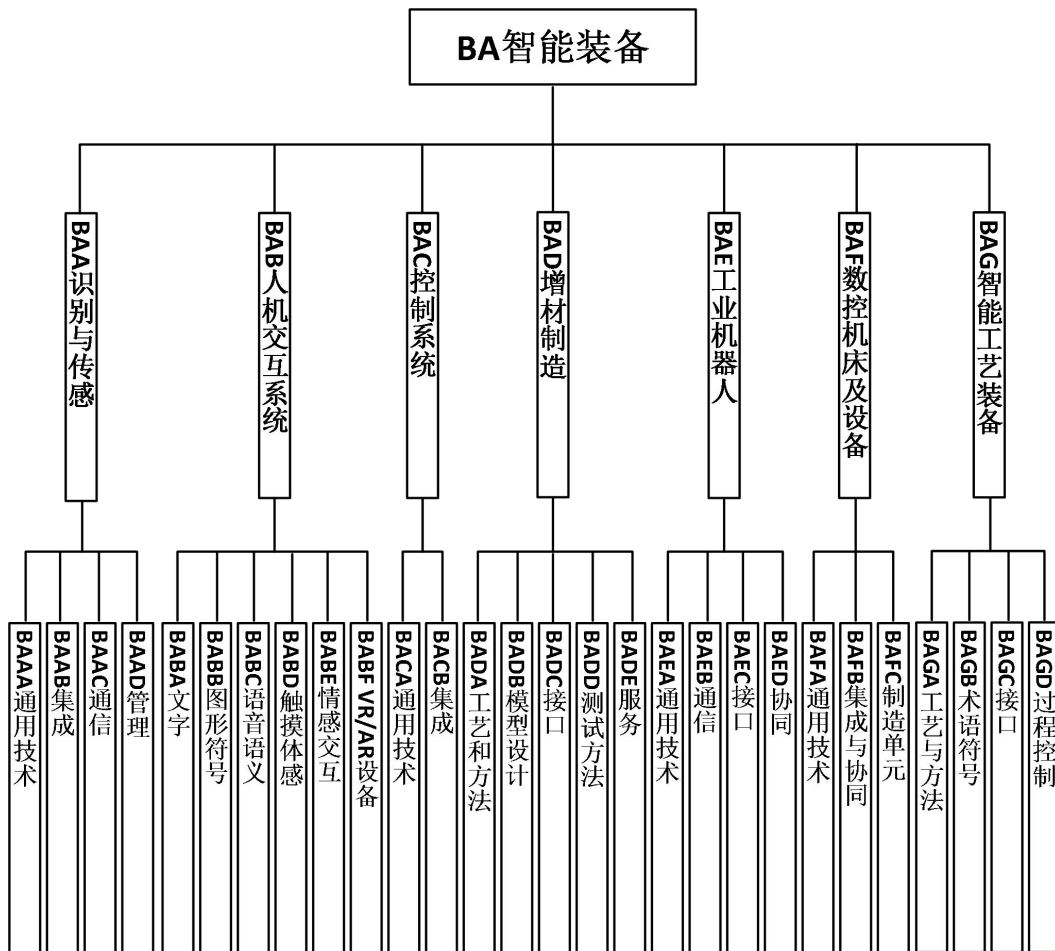 BA智能装备
BAA识别与传感
BAB人机交互系统
BAC控制系统
BAD增材制造
BAE工业机器人
BAF数控机床及设备
BAG智能工艺装备
BAAA通用技术
BAAB集成
BAAC通信
BAAD管理
BABA文字
BABB图形符号
BABC语音语义
BABD触摸体感
BABE情感交互
BABF VR/AR设备
BACA通用技术
BACB集成
BADA工艺和方法
BADB模型设计
BADC接口
BADD测试方法
BADE服务
BAEA通用技术
BAEB通信
BAEC接口
BAED协同
BAFA通用技术
BAFB集成与协同
BAFC制造单元
BAGA工艺与方法
BAGB术语符号
BAGC接口
BAGD过程控制